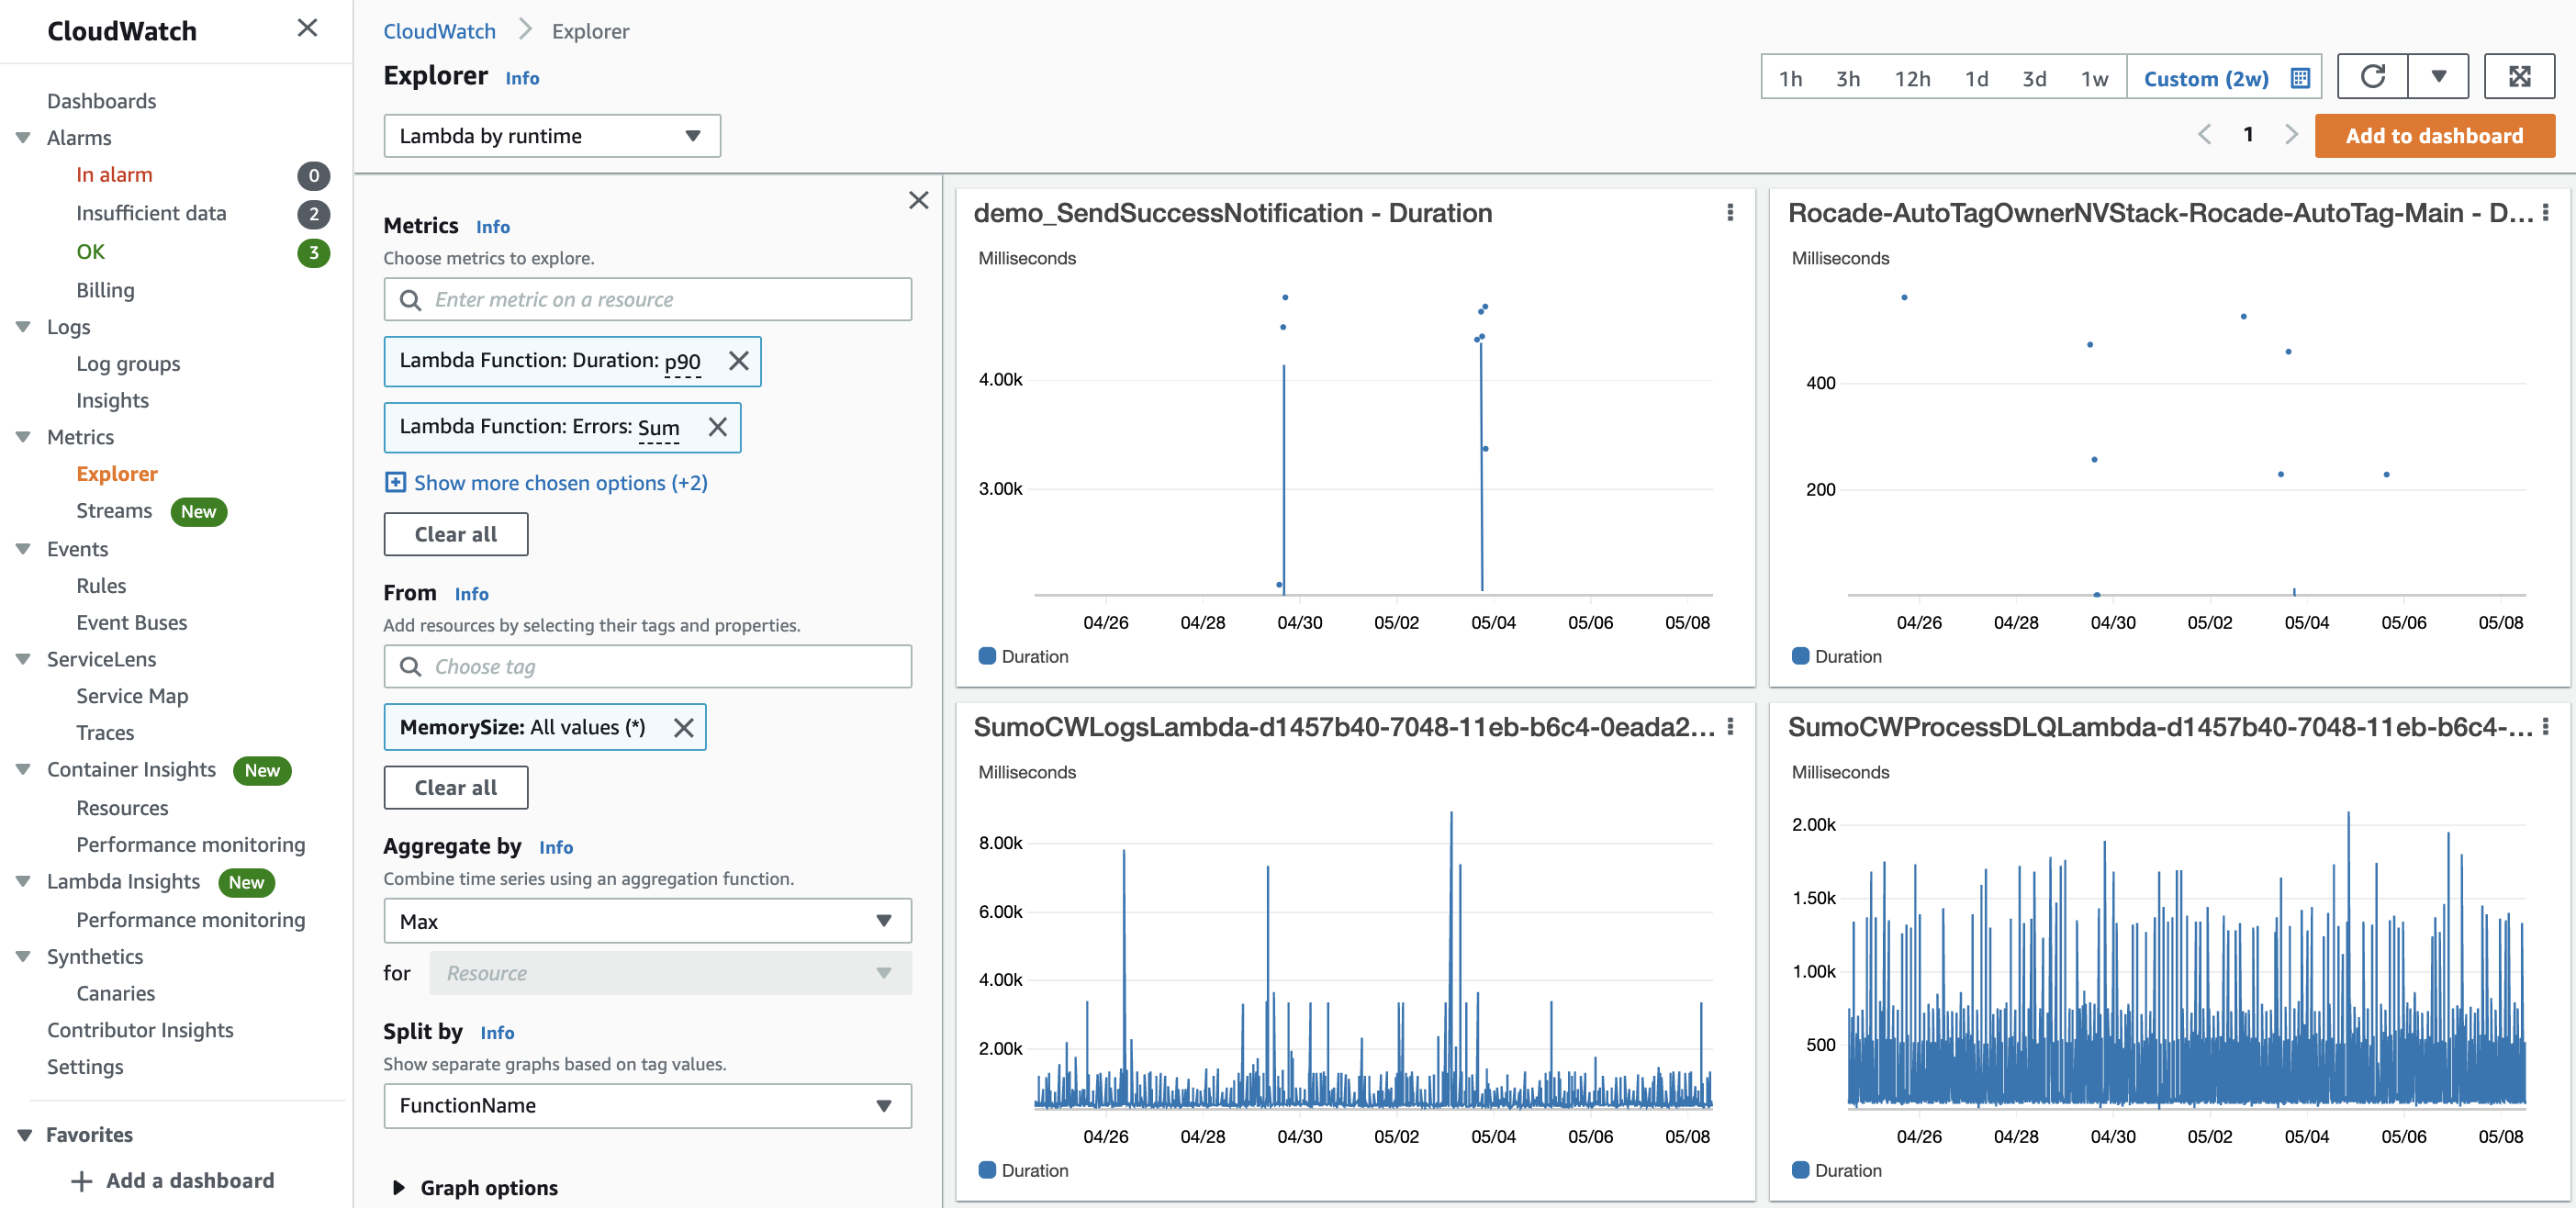 CloudWatch
Dashboards
Alarms
In alarm 0
Insufficient data 2
OK 3
Billing
Logs
Log groups
Insights
Metrics
Explorer
Streams New
Events
Rules
Event Buses
ServiceLens
Service Map
Traces
Container Insights New
Resources
Performance monitoring
Lambda Insights New
Performance monitoring
Synthetics
Canaries
Contributor Insights
Settings
Favorites
Add a dashboard
CloudWatch Explorer
Explorer Info
1h 3h 12h 1d 3d 1w Custom (2w)
Lambda by runtime
1
Add to dashboard
Metrics Info
Choose metrics to explore.
Enter metric on a resource
Lambda Function: Duration: p90
Lambda Function: Errors: Sum
Show more chosen options (+2)
Clear all
From Info
Add resources by selecting their tags and properties.
Choose tag
MemorySize: All values (*)
Clear all
Aggregate by Info
Combine time series using an aggregation function.
Max
for Resource
Split by Info
Show separate graphs based on tag values.
FunctionName
Graph options
demo_SendSuccessNotification - Duration
Milliseconds
4.00k
3.00k
04/26 04/28 04/30 05/02 05/04 05/06 05/08
Duration
Rocade-AutoTagOwnerNVStack-Rocade-AutoTag-Main - D...
Milliseconds
400
200
04/26 04/28 04/30 05/02 05/04 05/06 05/08
Duration
SumoCWLogsLambda-d1457b40-7048-11eb-b6c4-0eada2...
Milliseconds
8.00k
6.00k
4.00k
2.00k
04/26 04/28 04/30 05/02 05/04 05/06 05/08
Duration
SumoCWProcessDLQLambda-d1457b40-7048-11eb-b6c4-...
Milliseconds
2.00k
1.50k
1.00k
500
04/26 04/28 04/30 05/02 05/04 05/06 05/08
Duration